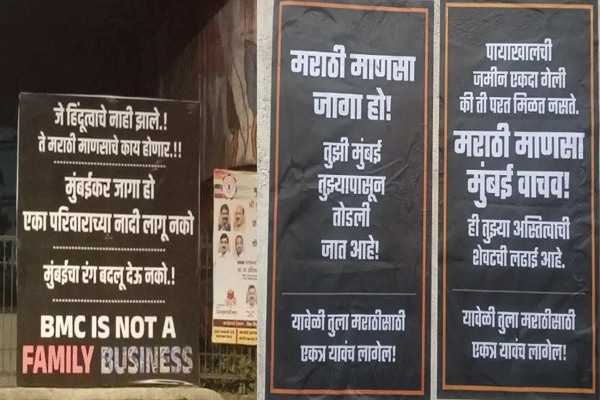 जे हिंदूत्वाचे नाही झाले.!
ते मराठी माणसाचे काय होणार.!!
मुंबईकर जागा हो
एका परिवाराच्या नादी लागू नको
मुंबईचा रंग बदलू देऊ नको.!
BMC IS NOT A
FAMILY BUSINESS
मराठी माणसा
जागा हो!
तुझी मुंबई
तुझ्यापासून
तोडली
जात आहे!
यावेळी तुला मराठीसाठी
एकत्र यावंच लागेल!
पायाखालची
जमीन एकदा गेली
की ती परत मिळत नसते.
मराठी माणसा
मुंबई वाचव!
ही तुझ्या अस्तित्वाची
शेवटची लढाई आहे.
यावेळी तुला मराठीसाठी
एकत्र यावंच लागेल!